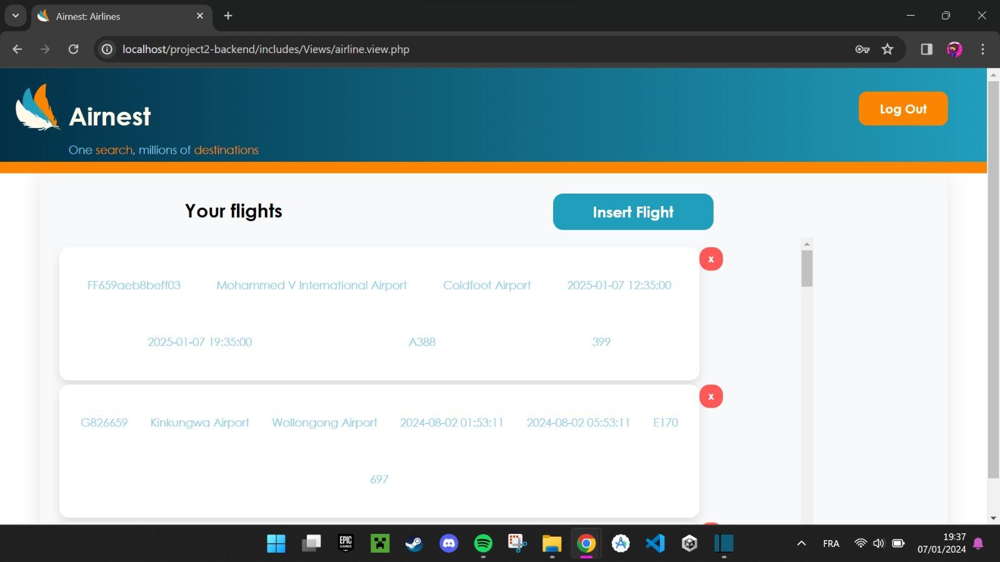 Airnest: Airlines
localhost/project2-backend/includes/Views/airline.view.php
Airnest
Log Out
One search, millions of destinations
Your flights
Insert Flight
x
FF659aeb8beff03 Mohammed V International Airport Coldfoot Airport 2025-01-07 12:35:00
2025-01-07 19:35:00 A388 399
x
G826659 Kinkungwa Airport Wollongong Airport 2024-08-02 01:53:11 2024-08-02 05:53:11 E170
697
EPIC
GAMES
FRA
19:37
07/01/2024